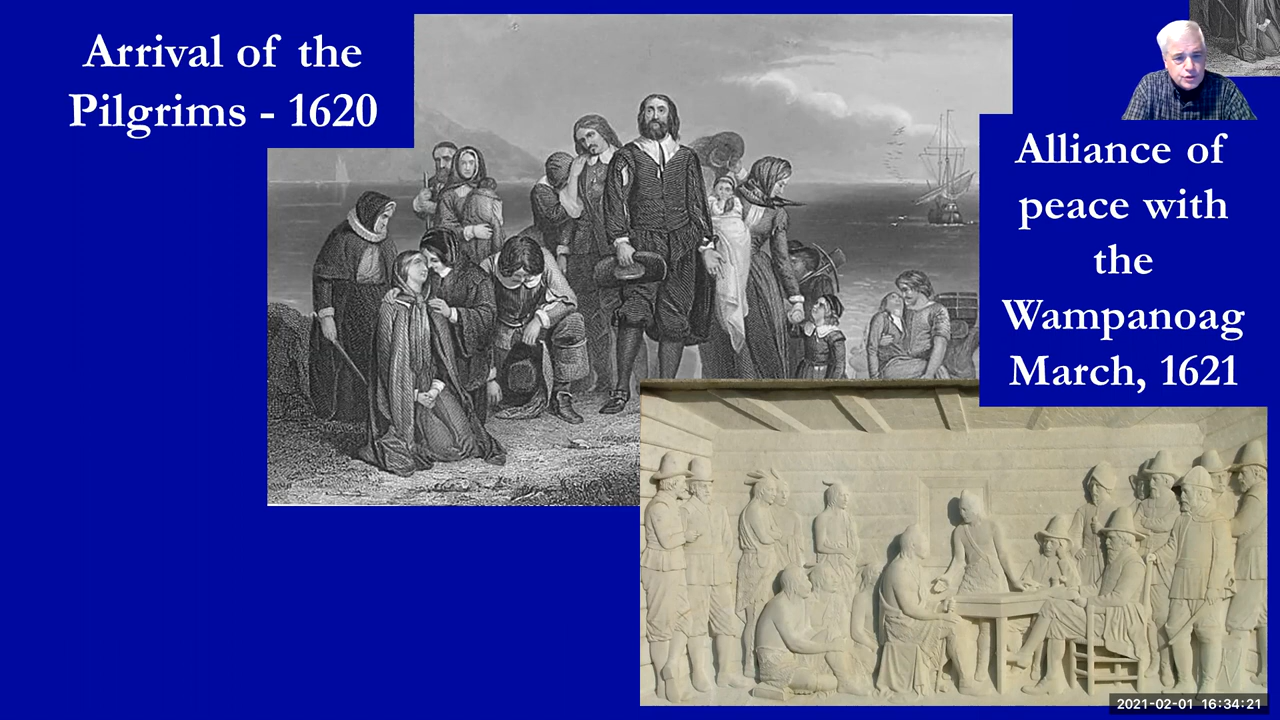 Arrival of the
Pilgrims - 1620
Alliance of
peace with
the
Wampanoag
March, 1621
2021-02-01 16:34:21